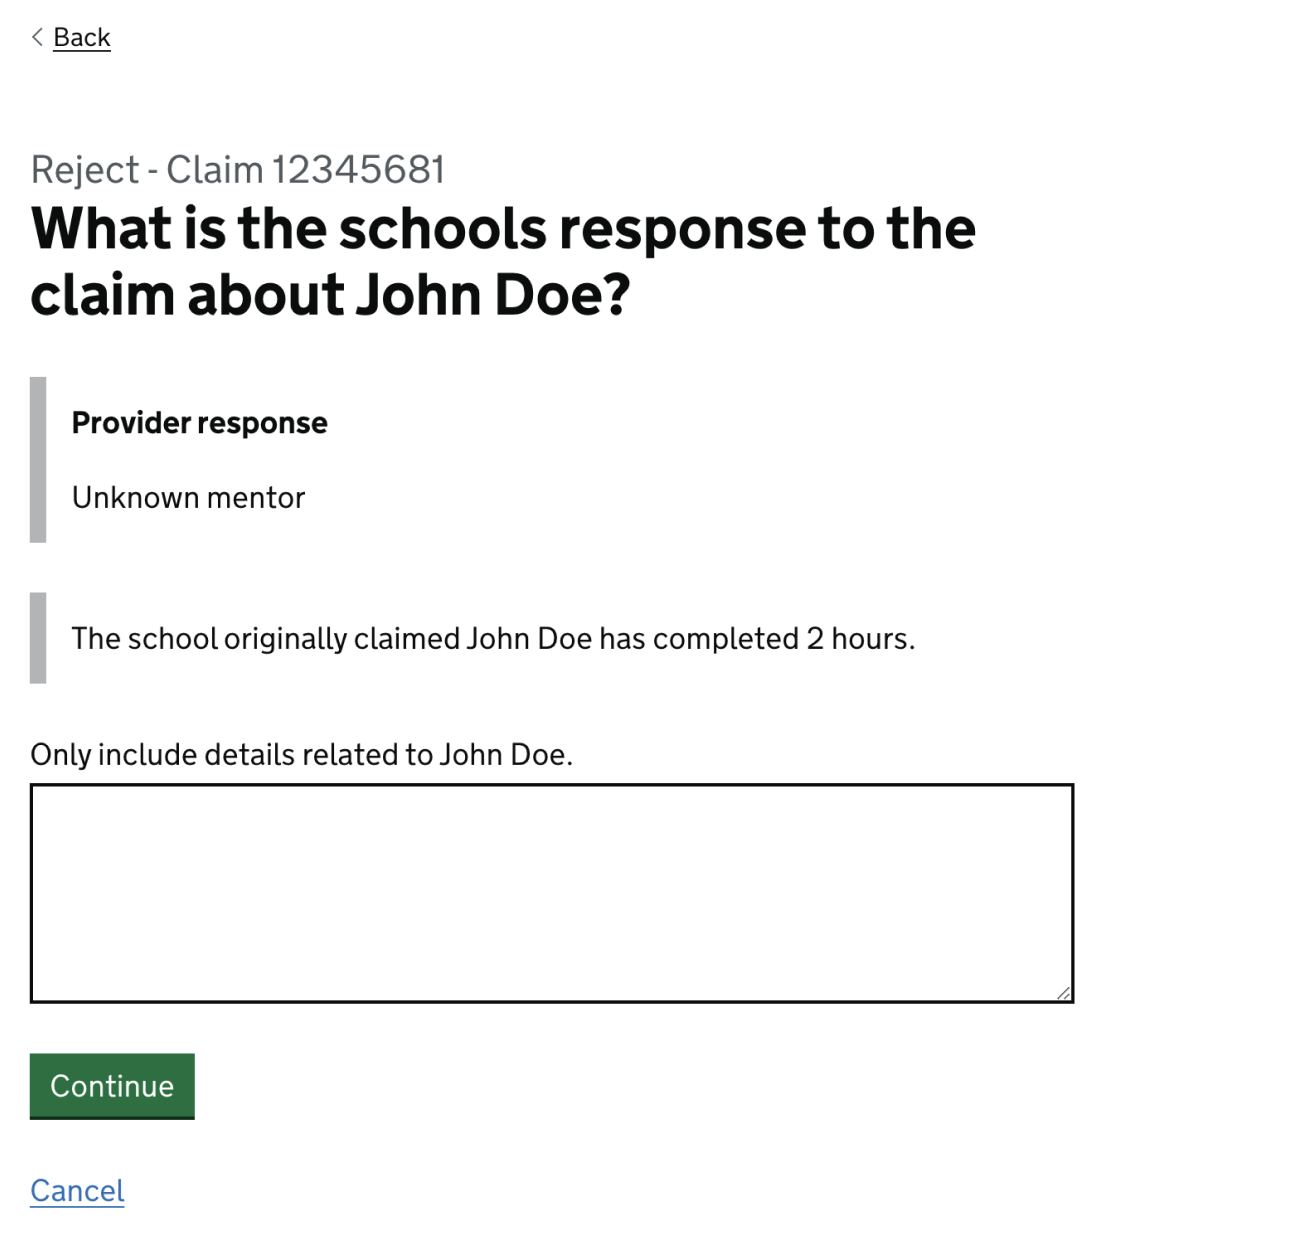 Back
Reject - Claim 12345681
What is the schools response to the
claim about John Doe?
Provider response
Unknown mentor
The school originally claimed John Doe has completed 2 hours.
Only include details related to John Doe.
Continue
Cancel